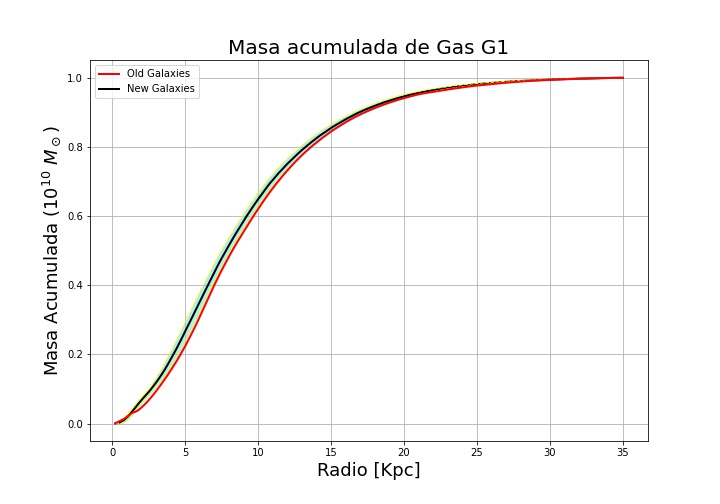 Masa acumulada de Gas G1
Old Galaxies
New Galaxies
Masa Acumulada (10^{10} M_⊙)
1.0
0.8
0.6
0.4
0.2
0.0
0 5 10 15 20 25 30 35
Radio [Kpc]